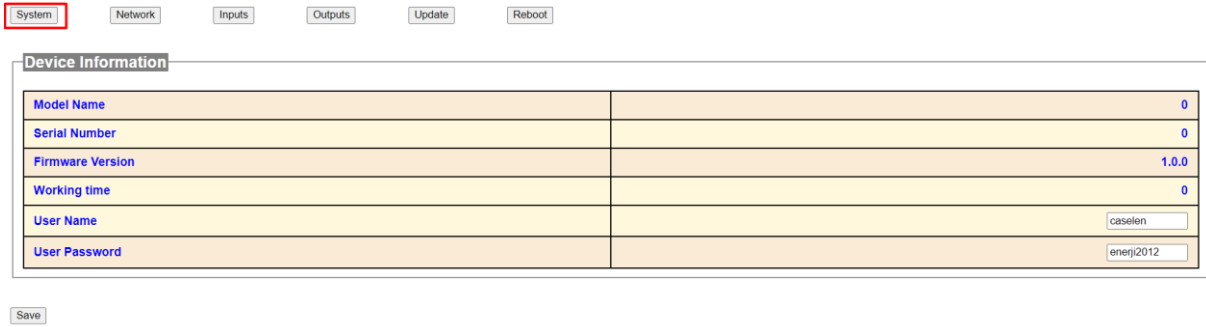 System Network Inputs Outputs Update Reboot
Device Information
Model Name 0
Serial Number 0
Firmware Version 1.0.0
Working time 0
User Name caselen
User Password enerji2012
Save